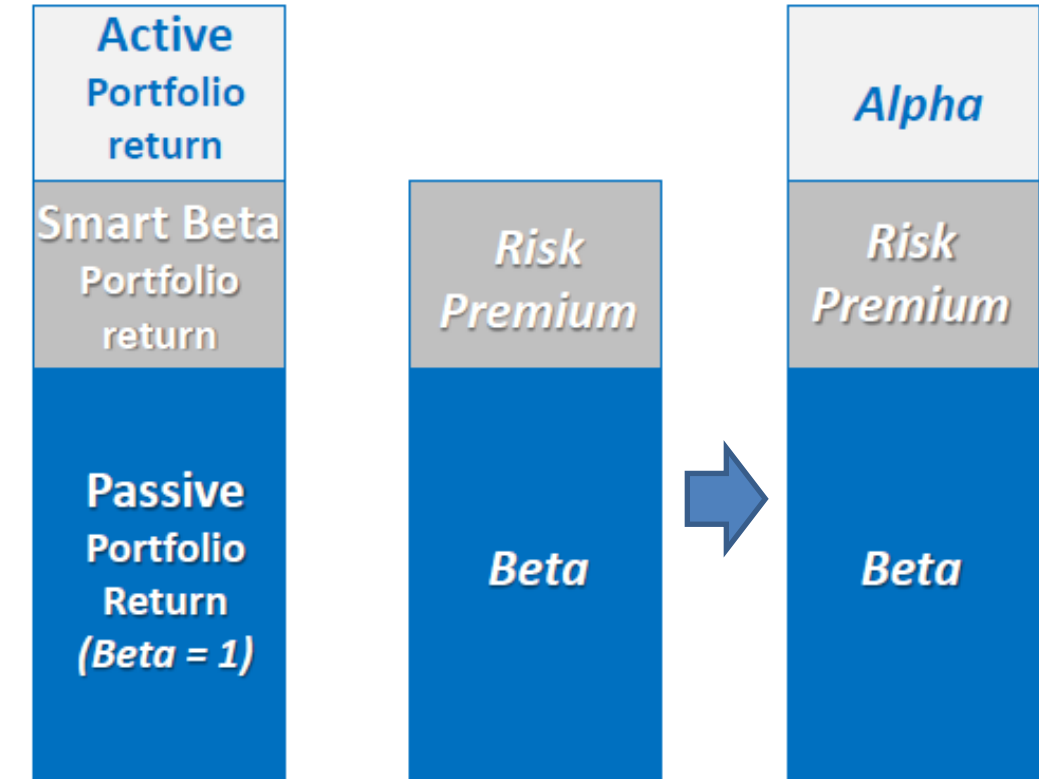 Active
Portfolio
return
Smart Beta
Portfolio
return
Passive
Portfolio
Return
(Beta = 1)
Risk
Premium
Beta
Alpha
Risk
Premium
Beta